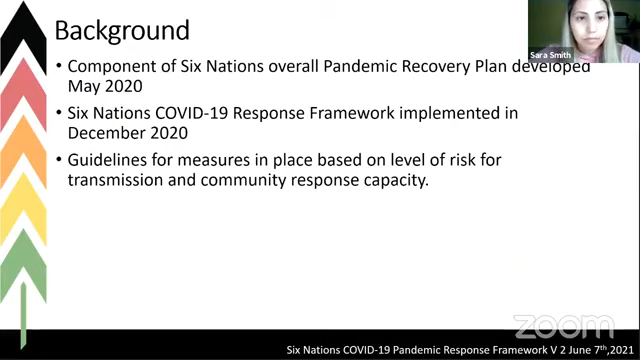 Background
Sara Smith
• Component of Six Nations overall Pandemic Recovery Plan developed
May 2020
• Six Nations COVID-19 Response Framework implemented in
December 2020
• Guidelines for measures in place based on level of risk for
transmission and community response capacity.
zoom
Six Nations COVID-19 Pandemic Response Framework V 2 June 7th,2021